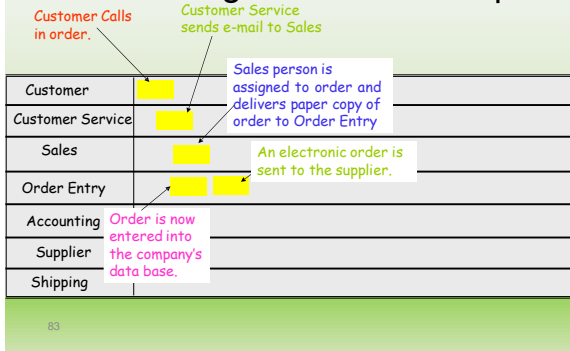 Customer Calls
in order.
Customer Service
sends e-mail to Sales
Sales person is
assigned to order and
delivers paper copy of
order to Order Entry
Customer
Customer Service
Sales
An electronic order is
sent to the supplier.
Order Entry
Accounting
Order is now
entered into
the company's
data base.
Supplier
Shipping
83